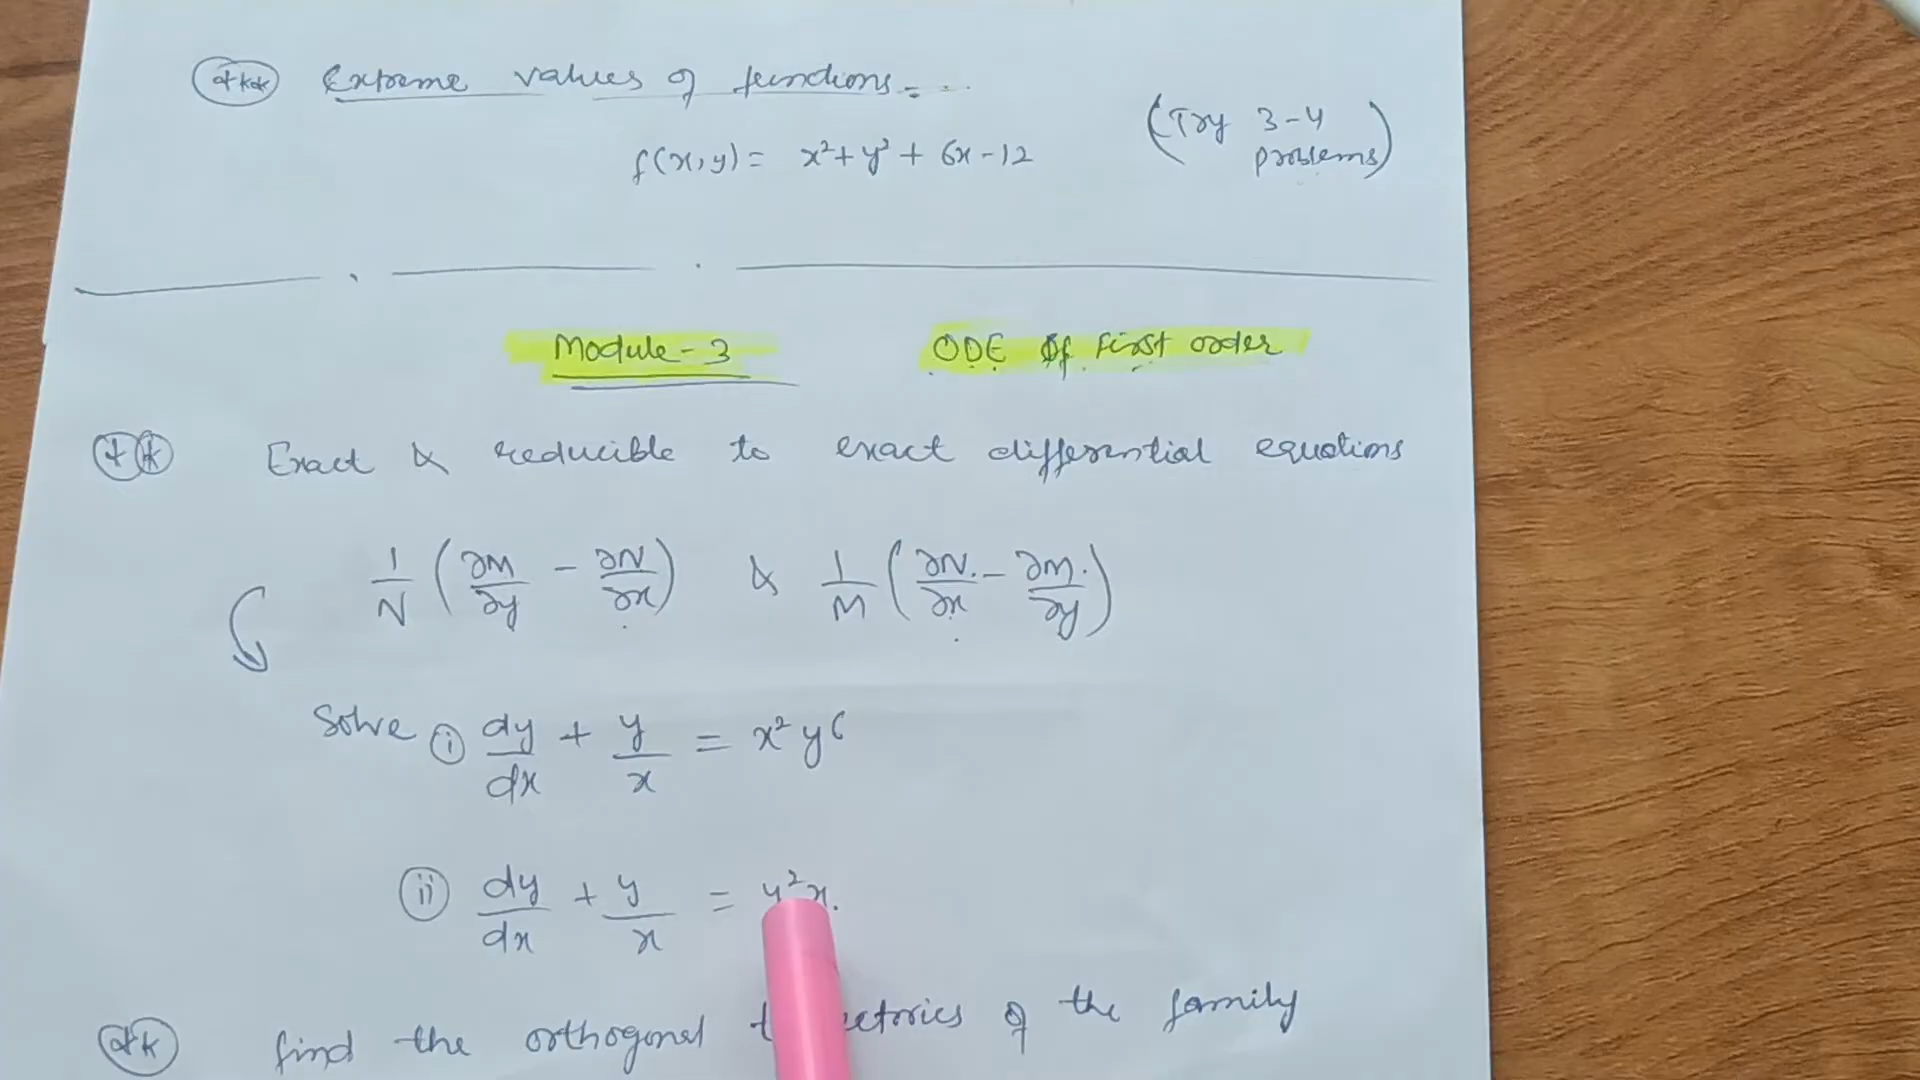 Extreme values of functions
f(x,y) = x² + y³ + 6x - 12
(Try 3-4
problems)
Module-3 ODE of first order
Exact & reducible to exact differential equations
1/N (∂M/∂y - ∂N/∂x) & 1/M (∂N/∂x - ∂M/∂y)
Solve (i) dy/dx + y/x = x² y⁶
(ii) dy/dx + y/x = y²x.
find the orthogonal of the family